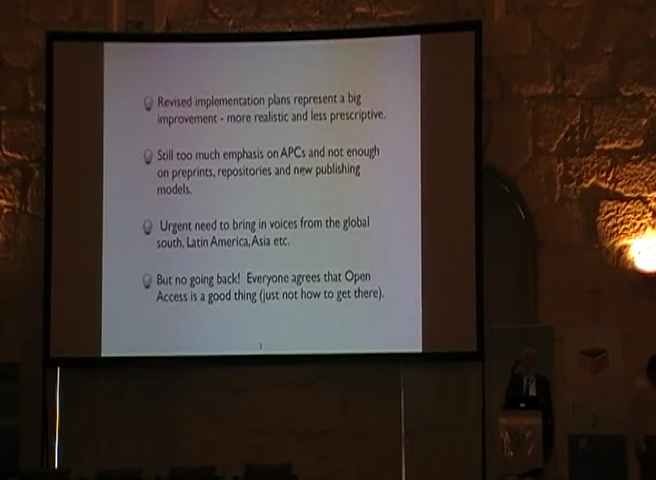 Revised implementation plans represent a big
improvement - more realistic and less prescriptive.
Still too much emphasis on APCs and not enough
on preprints, repositories and new publishing
models.
Urgent need to bring in voices from the global
south, Latin America, Asia etc.
But no going back! Everyone agrees that Open
Access is a good thing (just not how to get there).